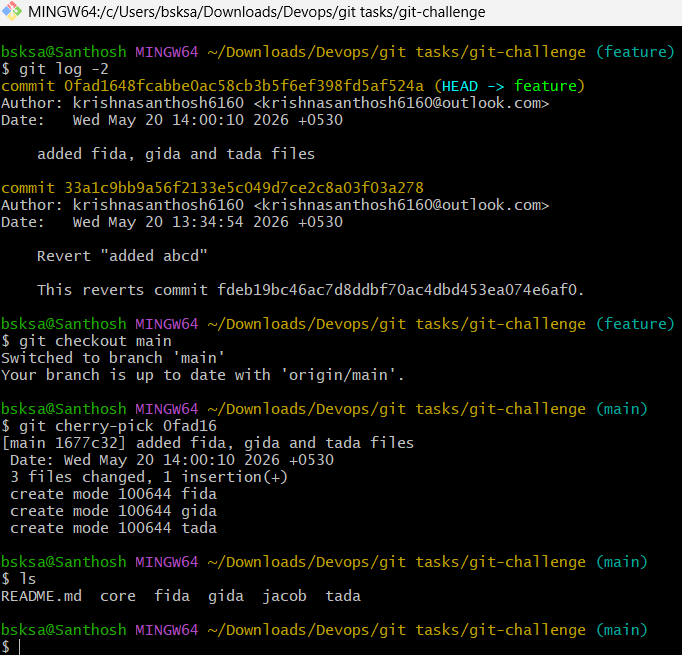 MINGW64:/c/Users/bsksa/Downloads/Devops/git tasks/git-challenge
bsksa@Santhosh MINGW64 ~/Downloads/Devops/git tasks/git-challenge (feature)
$ git log -2
commit 0fad1648fcabbe0ac58cb3b5f6ef398fd5af524a (HEAD -> feature)
Author: krishnasanthosh6160 <krishnasanthosh6160@outlook.com>
Date:   Wed May 20 14:00:10 2026 +0530
    added fida, gida and tada files
commit 33a1c9bb9a56f2133e5c049d7ce2c8a03f03a278
Author: krishnasanthosh6160 <krishnasanthosh6160@outlook.com>
Date:   Wed May 20 13:34:54 2026 +0530
    Revert "added abcd"
    This reverts commit fdeb19bc46ac7d8ddbf70ac4dbd453ea074e6af0.
bsksa@Santhosh MINGW64 ~/Downloads/Devops/git tasks/git-challenge (feature)
$ git checkout main
Switched to branch 'main'
Your branch is up to date with 'origin/main'.
bsksa@Santhosh MINGW64 ~/Downloads/Devops/git tasks/git-challenge (main)
$ git cherry-pick 0fad16
[main 1677c32] added fida, gida and tada files
 Date: Wed May 20 14:00:10 2026 +0530
 3 files changed, 1 insertion(+)
 create mode 100644 fida
 create mode 100644 gida
 create mode 100644 tada
bsksa@Santhosh MINGW64 ~/Downloads/Devops/git tasks/git-challenge (main)
$ ls
README.md  core  fida  gida  jacob  tada
bsksa@Santhosh MINGW64 ~/Downloads/Devops/git tasks/git-challenge (main)
$